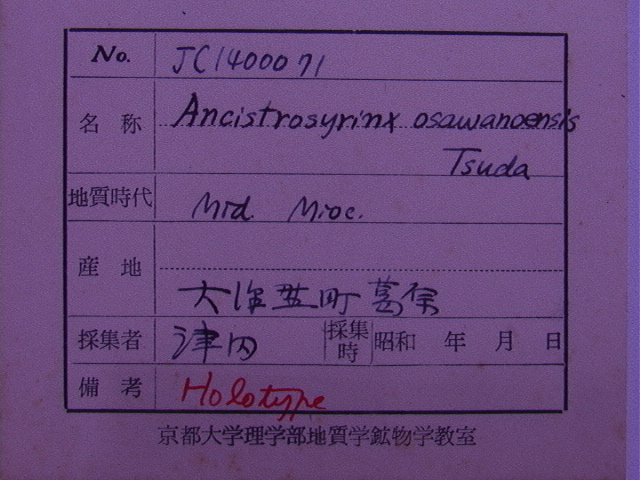 No. JC1400071
名称 Ancistrosyrinx osawanoensis
Tsuda
地質時代 Mid. Mioc.
産地
大沢野町葛原
採集者 津田 採集時 昭和 年 月 日
備考 Holotype
京都大学理学部地質学鉱物学教室